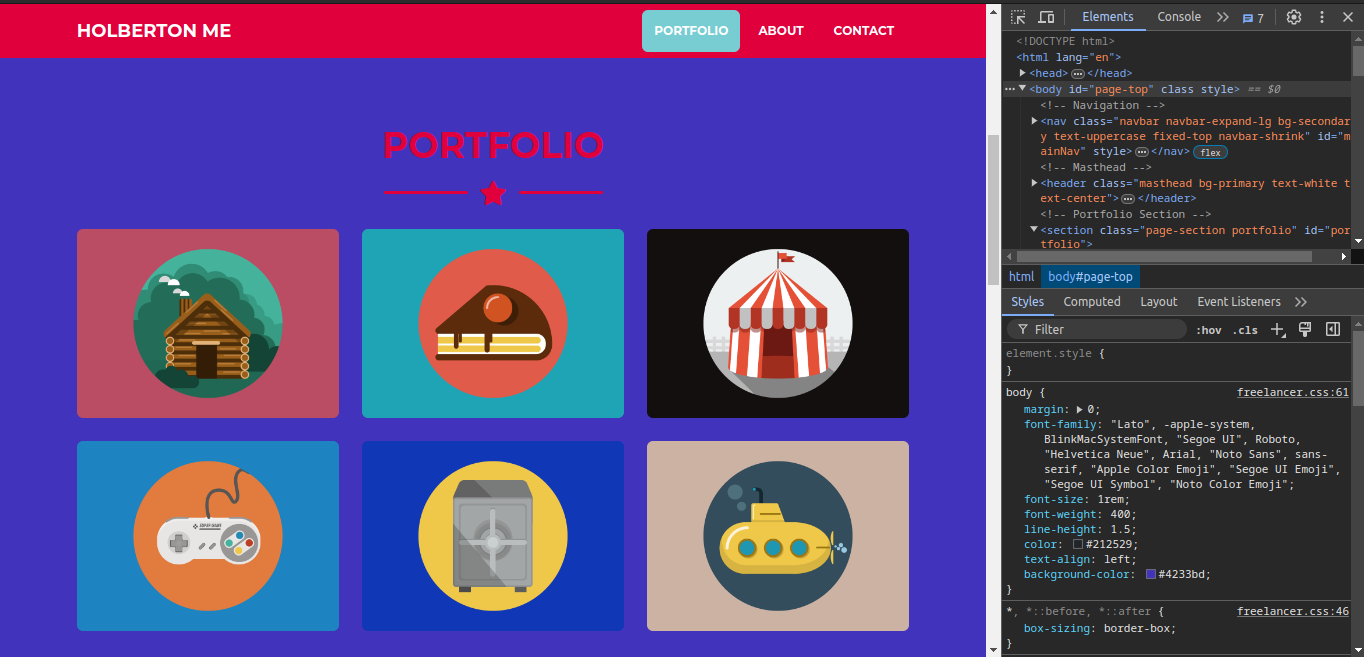 HOLBERTON ME
PORTFOLIO ABOUT CONTACT
PORTFOLIO
SUPER GAME
Elements Console 7
<!DOCTYPE html>
<html lang="en">
<head> </head>
<body id="page-top" class style> == $0
<!-- Navigation -->
<nav class="navbar navbar-expand-lg bg-secondar
y text-uppercase fixed-top navbar-shrink" id="m
ainNav" style> </nav> flex
<!-- Masthead -->
<header class="masthead bg-primary text-white t
ext-center"> </header>
<!-- Portfolio Section -->
<section class="page-section portfolio" id="por
tfolio">
html body#page-top
Styles Computed Layout Event Listeners
Filter :hov .cls
element.style {
}
body { freelancer.css:61
margin: 0;
font-family: "Lato", -apple-system,
BlinkMacSystemFont, "Segoe UI", Roboto,
"Helvetica Neue", Arial, "Noto Sans", sans-
serif, "Apple Color Emoji", "Segoe UI Emoji",
"Segoe UI Symbol", "Noto Color Emoji";
font-size: 1rem;
font-weight: 400;
line-height: 1.5;
color: #212529;
text-align: left;
background-color: #4233bd;
}
*, *::before, *::after { freelancer.css:46
box-sizing: border-box;
}